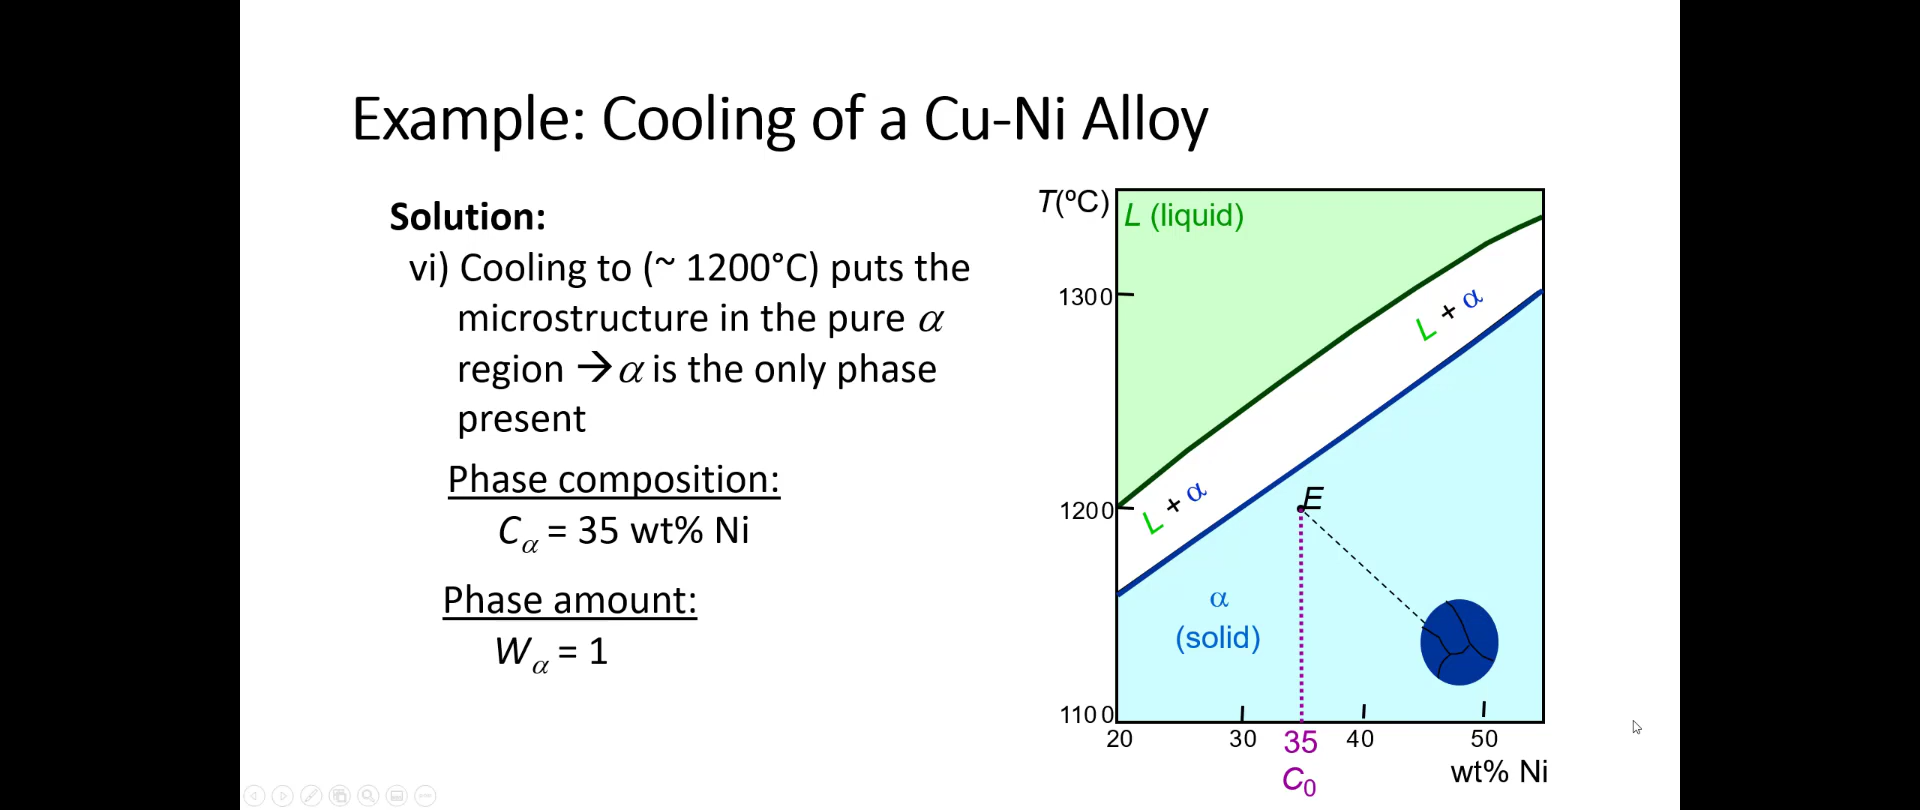 Example: Cooling of a Cu-Ni Alloy
Solution:
vi) Cooling to (~ 1200°C) puts the
microstructure in the pure α
region → α is the only phase
present
Phase composition:
Cα = 35 wt% Ni
Phase amount:
Wα = 1
T(ºC)
L (liquid)
1300
L + α
1200
L + α
E
α
(solid)
1100
20
30
35
40
50
C0
wt% Ni